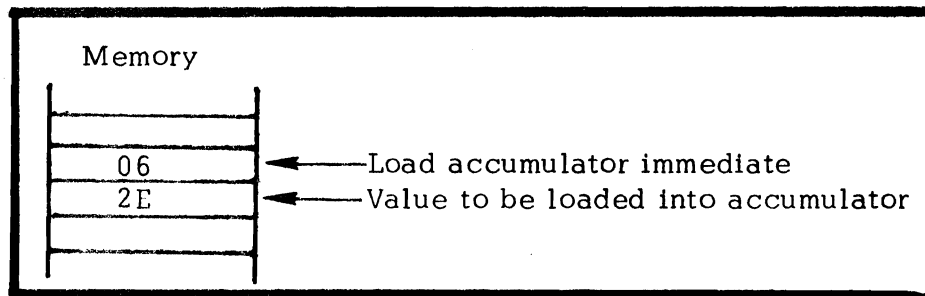 Memory
06 Load accumulator immediate
2E Value to be loaded into accumulator